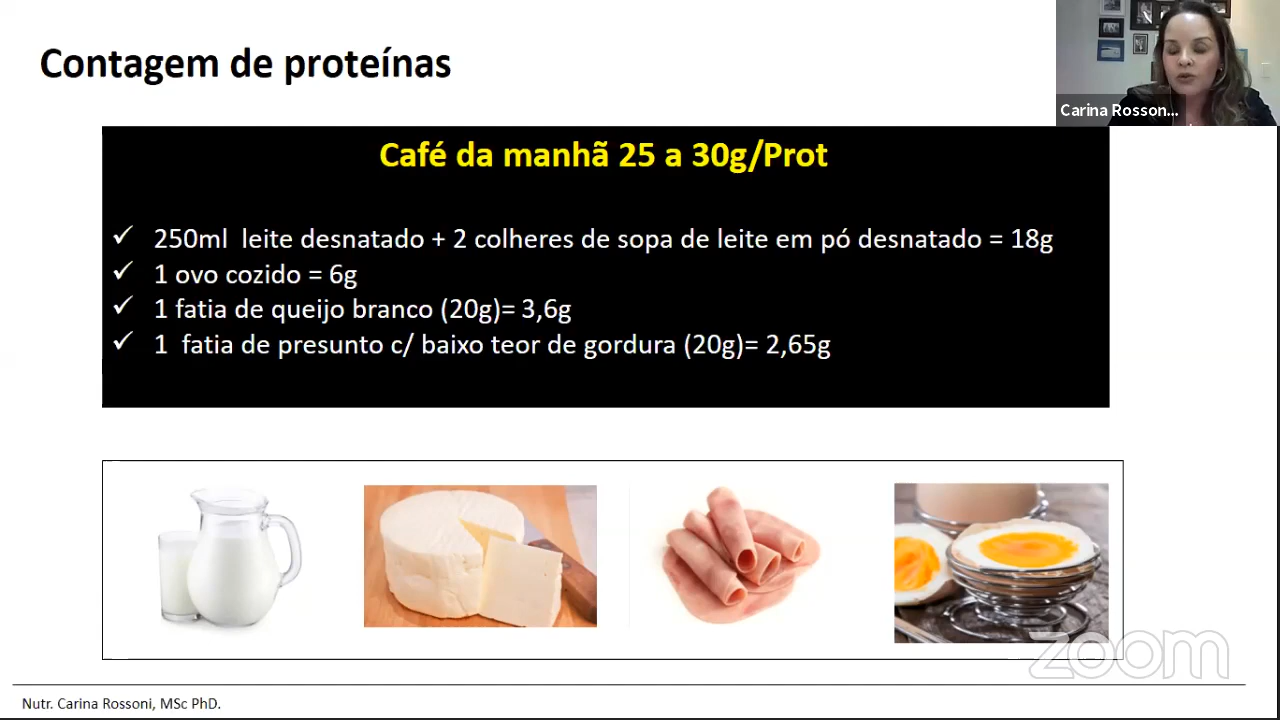 Contagem de proteínas
Carina Rosson...
Café da manhã 25 a 30g/Prot
250ml leite desnatado + 2 colheres de sopa de leite em pó desnatado = 18g
1 ovo cozido = 6g
1 fatia de queijo branco (20g)= 3,6g
1 fatia de presunto c/ baixo teor de gordura (20g)= 2,65g
zoom
Nutr. Carina Rossoni, MSc PhD.